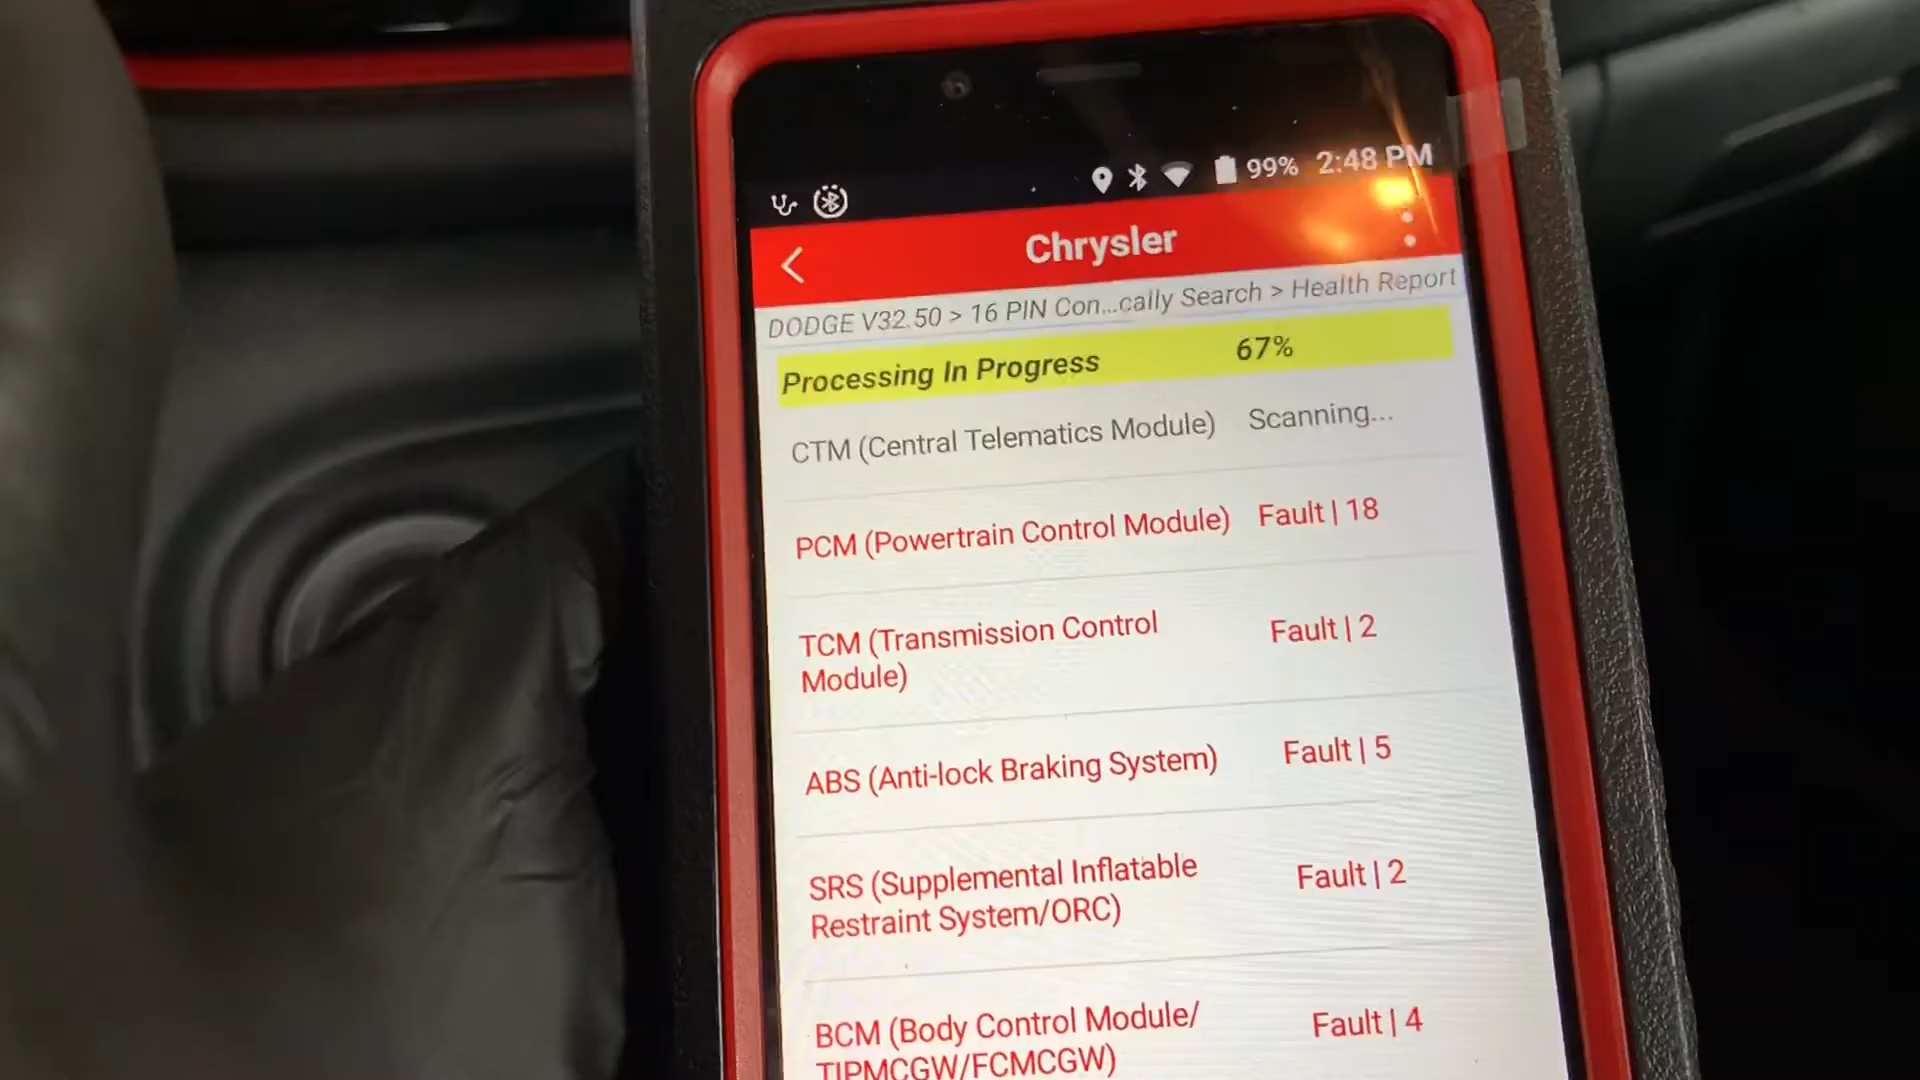 99% 2:48 PM
Chrysler
DODGE V32.50 > 16 PIN Con...cally Search > Health Report
Processing In Progress 67%
CTM (Central Telematics Module) Scanning...
PCM (Powertrain Control Module) Fault | 18
TCM (Transmission Control
Module) Fault | 2
ABS (Anti-lock Braking System) Fault | 5
SRS (Supplemental Inflatable
Restraint System/ORC) Fault | 2
BCM (Body Control Module/
TIPMCGW/FCMCGW) Fault | 4